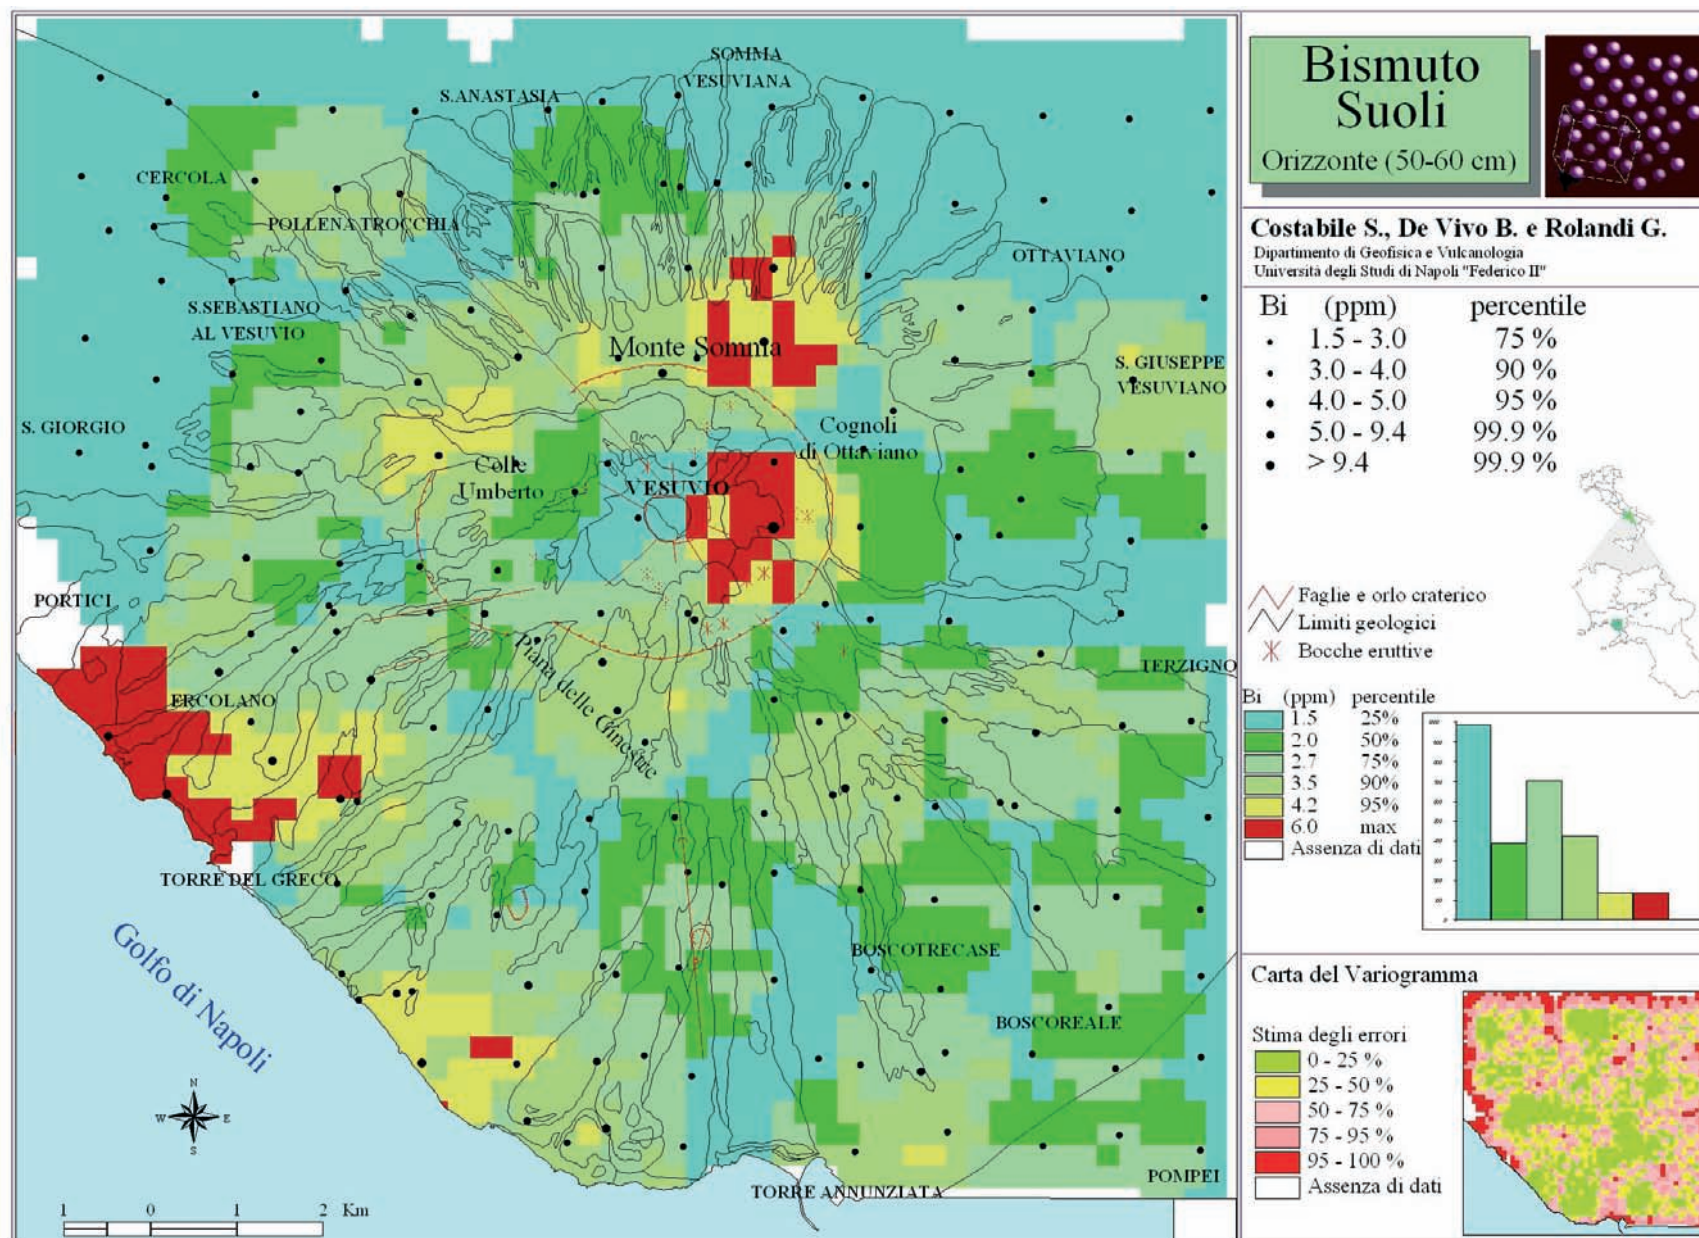 SOMMA
VESUVIANA
S.ANASTASIA
CERCOLA
POLLENA TROCCHIA
OTTAVIANO
S.SEBASTIANO
AL VESUVIO
Monte Somma
S. GIUSEPPE
VESUVIANO
S. GIORGIO
Cognoli
di Ottaviano
Colle
Umberto
VESUVIO
PORTICI
Piana delle Ginestre
TERZIGNO
ERCOLANO
TORRE DEL GRECO
Golfo di Napoli
BOSCOTRECASE
BOSCOREALE
POMPEI
TORRE ANNUNZIATA
N
W E
S
1 0 1 2 Km
Bismuto
Suoli
Orizzonte (50-60 cm)
Costabile S., De Vivo B. e Rolandi G.
Dipartimento di Geofisica e Vulcanologia
Università degli Studi di Napoli "Federico II"
Bi (ppm) percentile
1.5 - 3.0 75 %
3.0 - 4.0 90 %
4.0 - 5.0 95 %
5.0 - 9.4 99.9 %
> 9.4 99.9 %
Faglie e orlo craterico
Limiti geologici
Bocche eruttive
Bi (ppm) percentile
1.5 25%
2.0 50%
2.7 75%
3.5 90%
4.2 95%
6.0 max
Assenza di dati
Carta del Variogramma
Stima degli errori
0 - 25 %
25 - 50 %
50 - 75 %
75 - 95 %
95 - 100 %
Assenza di dati